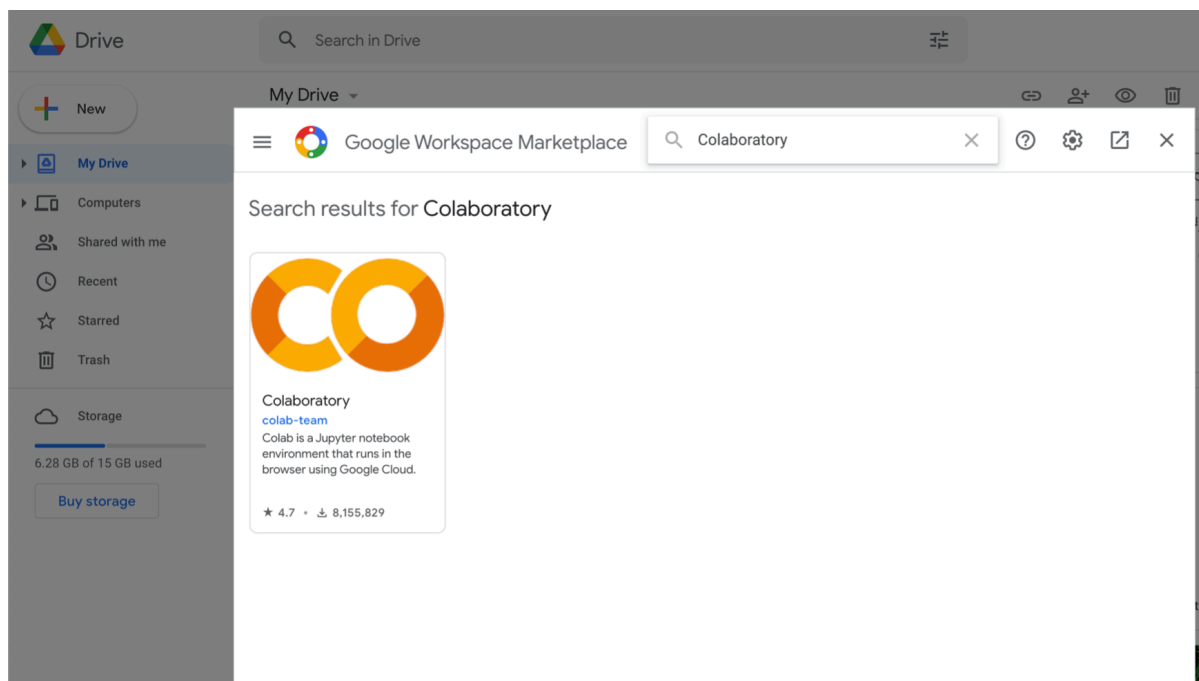 Drive
Search in Drive
New
My Drive
My Drive
Computers
Shared with me
Recent
Starred
Trash
Storage
6.28 GB of 15 GB used
Buy storage
Google Workspace Marketplace
Colaboratory
Search results for Colaboratory
Colaboratory
colab-team
Colab is a Jupyter notebook
environment that runs in the
browser using Google Cloud.
4.7 • 8,155,829